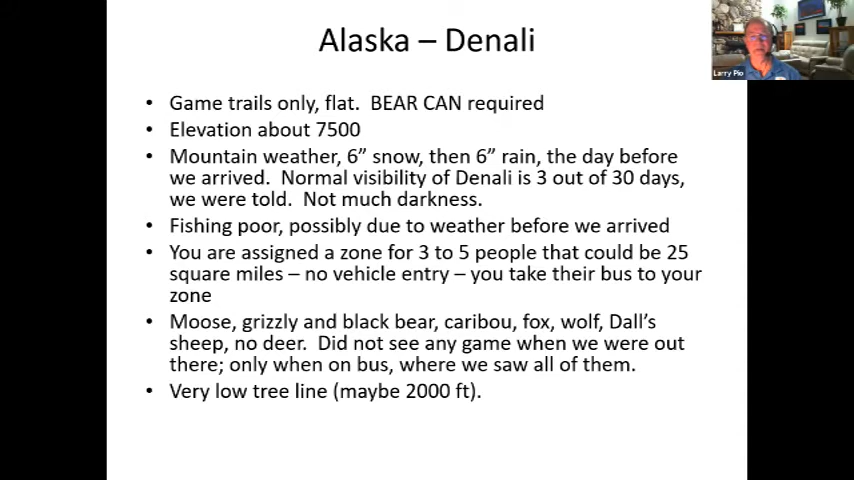 Alaska – Denali
Larry Pio
• Game trails only, flat.  BEAR CAN required
• Elevation about 7500
• Mountain weather, 6” snow, then 6” rain, the day before
we arrived.  Normal visibility of Denali is 3 out of 30 days,
we were told.  Not much darkness.
• Fishing poor, possibly due to weather before we arrived
• You are assigned a zone for 3 to 5 people that could be 25
square miles – no vehicle entry – you take their bus to your
zone
• Moose, grizzly and black bear, caribou, fox, wolf, Dall’s
sheep, no deer.  Did not see any game when we were out
there; only when on bus, where we saw all of them.
• Very low tree line (maybe 2000 ft).